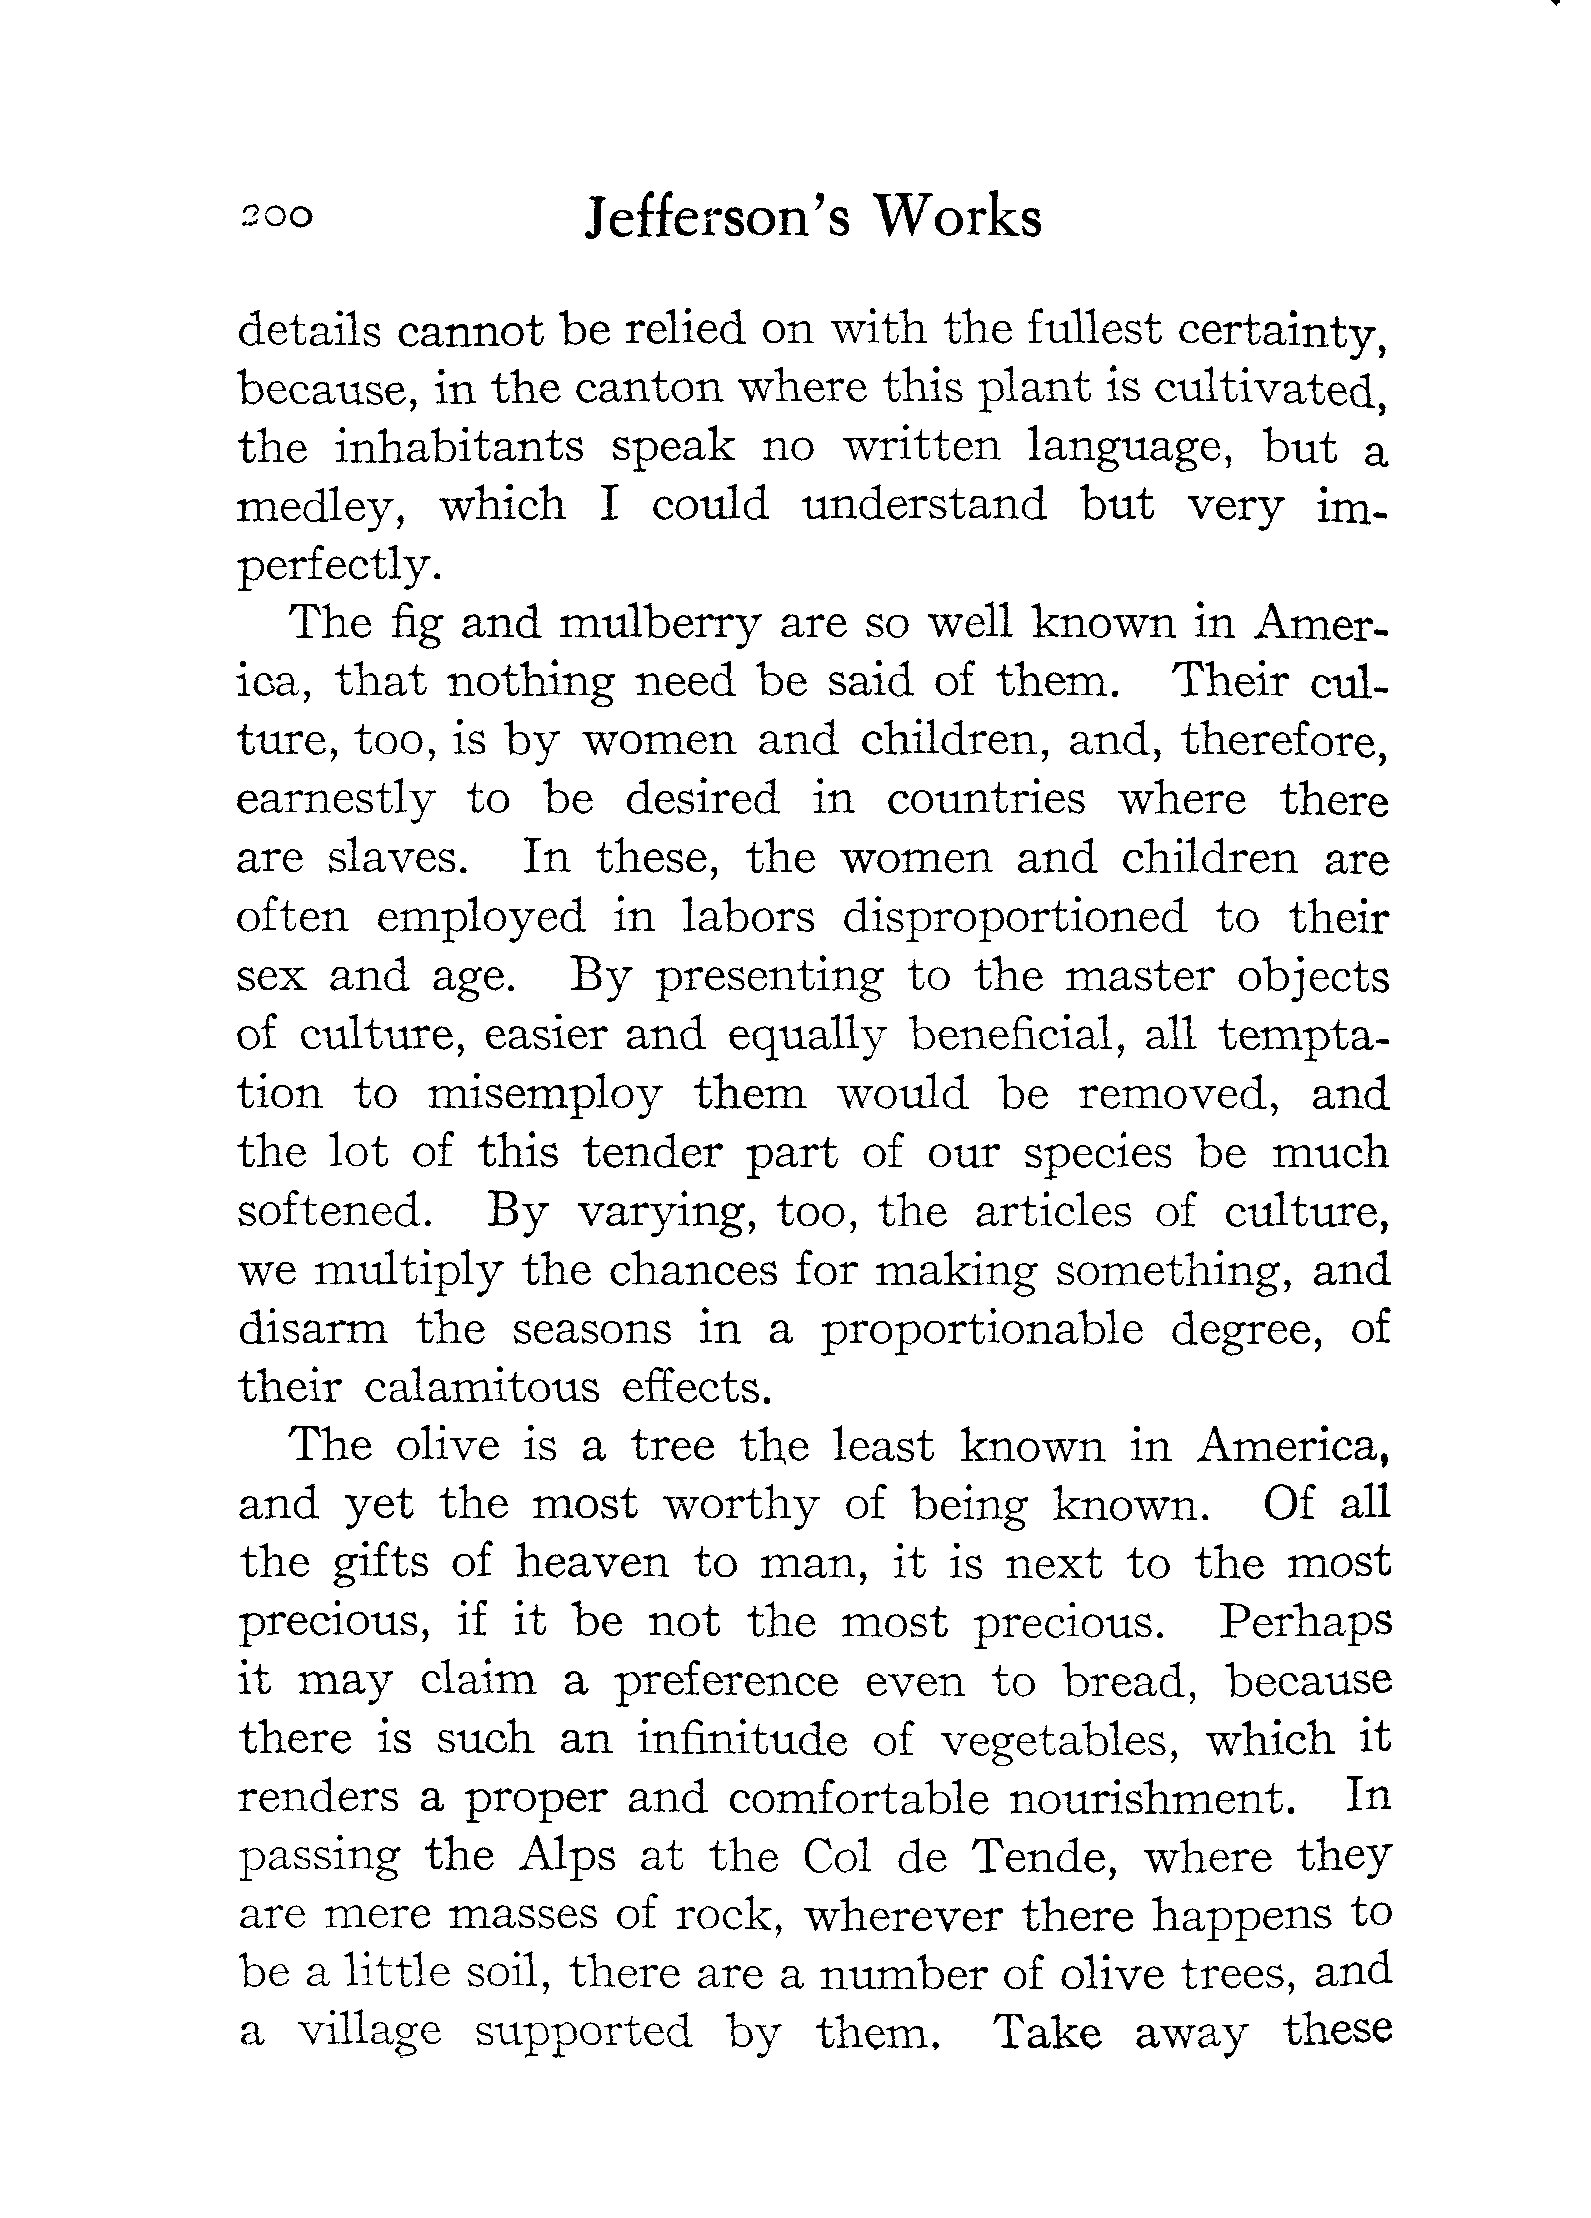 200 Jefferson's Works
details cannot be relied on with the fullest certainty,
because, in the canton where this plant is cultivated,
the inhabitants speak no written language, but a
medley, which I could understand but very im-
perfectly.
The fig and mulberry are so well known in Amer-
ica, that nothing need be said of them. Their cul-
ture, too, is by women and children, and, therefore,
earnestly to be desired in countries where there
are slaves. In these, the women and children are
often employed in labors disproportioned to their
sex and age. By presenting to the master objects
of culture, easier and equally beneficial, all tempta-
tion to misemploy them would be removed, and
the lot of this tender part of our species be much
softened. By varying, too, the articles of culture,
we multiply the chances for making something, and
disarm the seasons in a proportionable degree, of
their calamitous effects.
The olive is a tree the least known in America,
and yet the most worthy of being known. Of all
the gifts of heaven to man, it is next to the most
precious, if it be not the most precious. Perhaps
it may claim a preference even to bread, because
there is such an infinitude of vegetables, which it
renders a proper and comfortable nourishment. In
passing the Alps at the Col de Tende, where they
are mere masses of rock, wherever there happens to
be a little soil, there are a number of olive trees, and
a village supported by them. Take away these